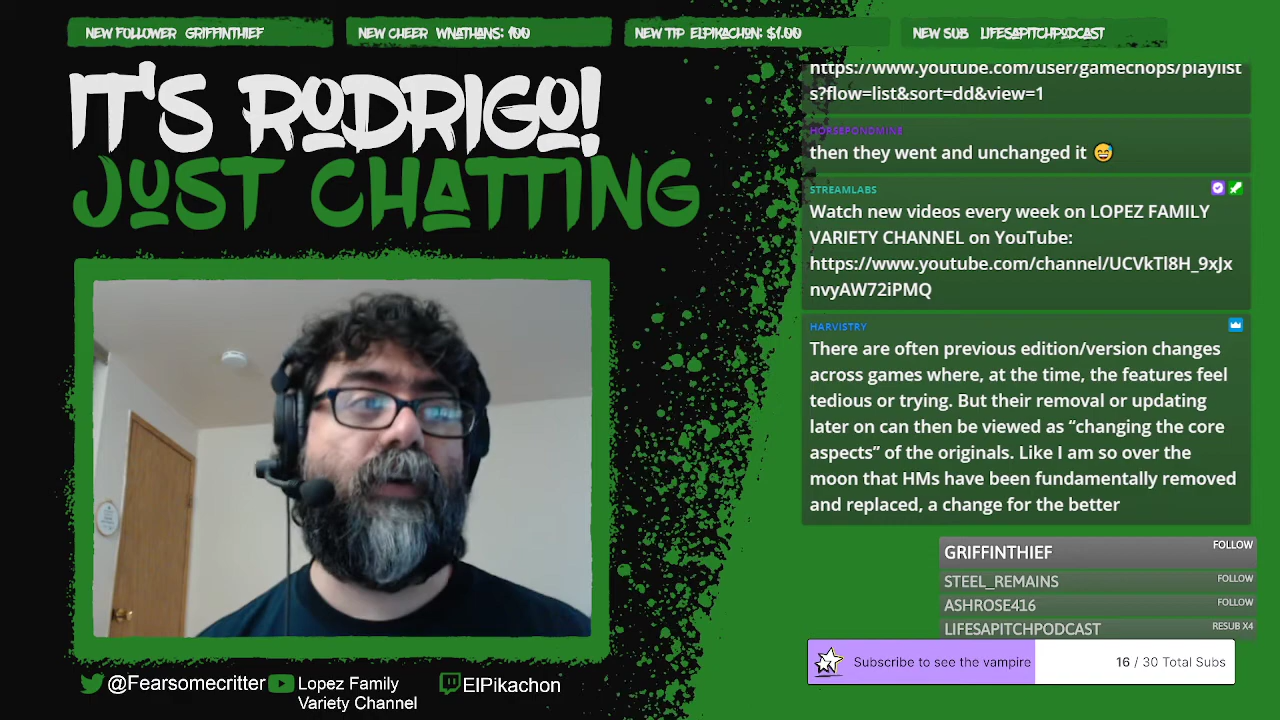 NEW FOLLOWER GRIFFINTHIEF
NEW CHEER WNATHANS: 100
NEW TIP ELPIKACHON: $1.00
NEW SUB LIFESAPITCHPODCAST
IT'S RODRIGO!
JUST CHATTING
https://www.youtube.com/user/gamechops/playlist
s?flow=list&sort=dd&view=1
HORSEPONDMINE
then they went and unchanged it 😅
STREAMLABS
Watch new videos every week on LOPEZ FAMILY
VARIETY CHANNEL on YouTube:
https://www.youtube.com/channel/UCVkTl8H_9xJx
nvyAW72iPMQ
HARVISTRY
There are often previous edition/version changes
across games where, at the time, the features feel
tedious or trying. But their removal or updating
later on can then be viewed as “changing the core
aspects” of the originals. Like I am so over the
moon that HMs have been fundamentally removed
and replaced, a change for the better
GRIFFINTHIEF FOLLOW
STEEL_REMAINS FOLLOW
ASHROSE416 FOLLOW
LIFESAPITCHPODCAST RESUB X4
Subscribe to see the vampire 16 / 30 Total Subs
@Fearsomecritter
Lopez Family
Variety Channel
ElPikachon